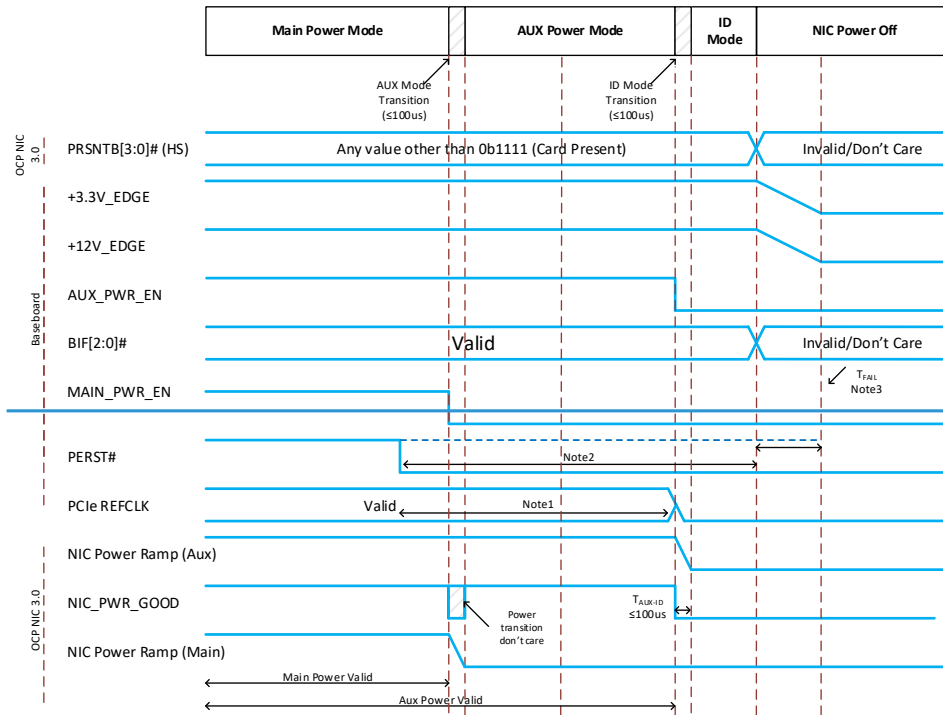 Main Power Mode
AUX Power Mode
ID
Mode
NIC Power Off
AUX Mode
Transition
(≤100us)
ID Mode
Transition
(≤100us)
OCP NIC
3.0
PRSNTB[3:0]# (HS)
Any value other than 0b1111 (Card Present)
Invalid/Don't Care
+3.3V_EDGE
+12V_EDGE
Baseboard
AUX_PWR_EN
BIF[2:0]#
Valid
Invalid/Don't Care
MAIN_PWR_EN
TFAIL
Note3
PERST#
Note2
PCIe REFCLK
Valid
Note1
NIC Power Ramp (Aux)
OCP NIC 3.0
NIC_PWR_GOOD
Power
transition
don't care
TAUX-ID
≤100us
NIC Power Ramp (Main)
Main Power Valid
Aux Power Valid